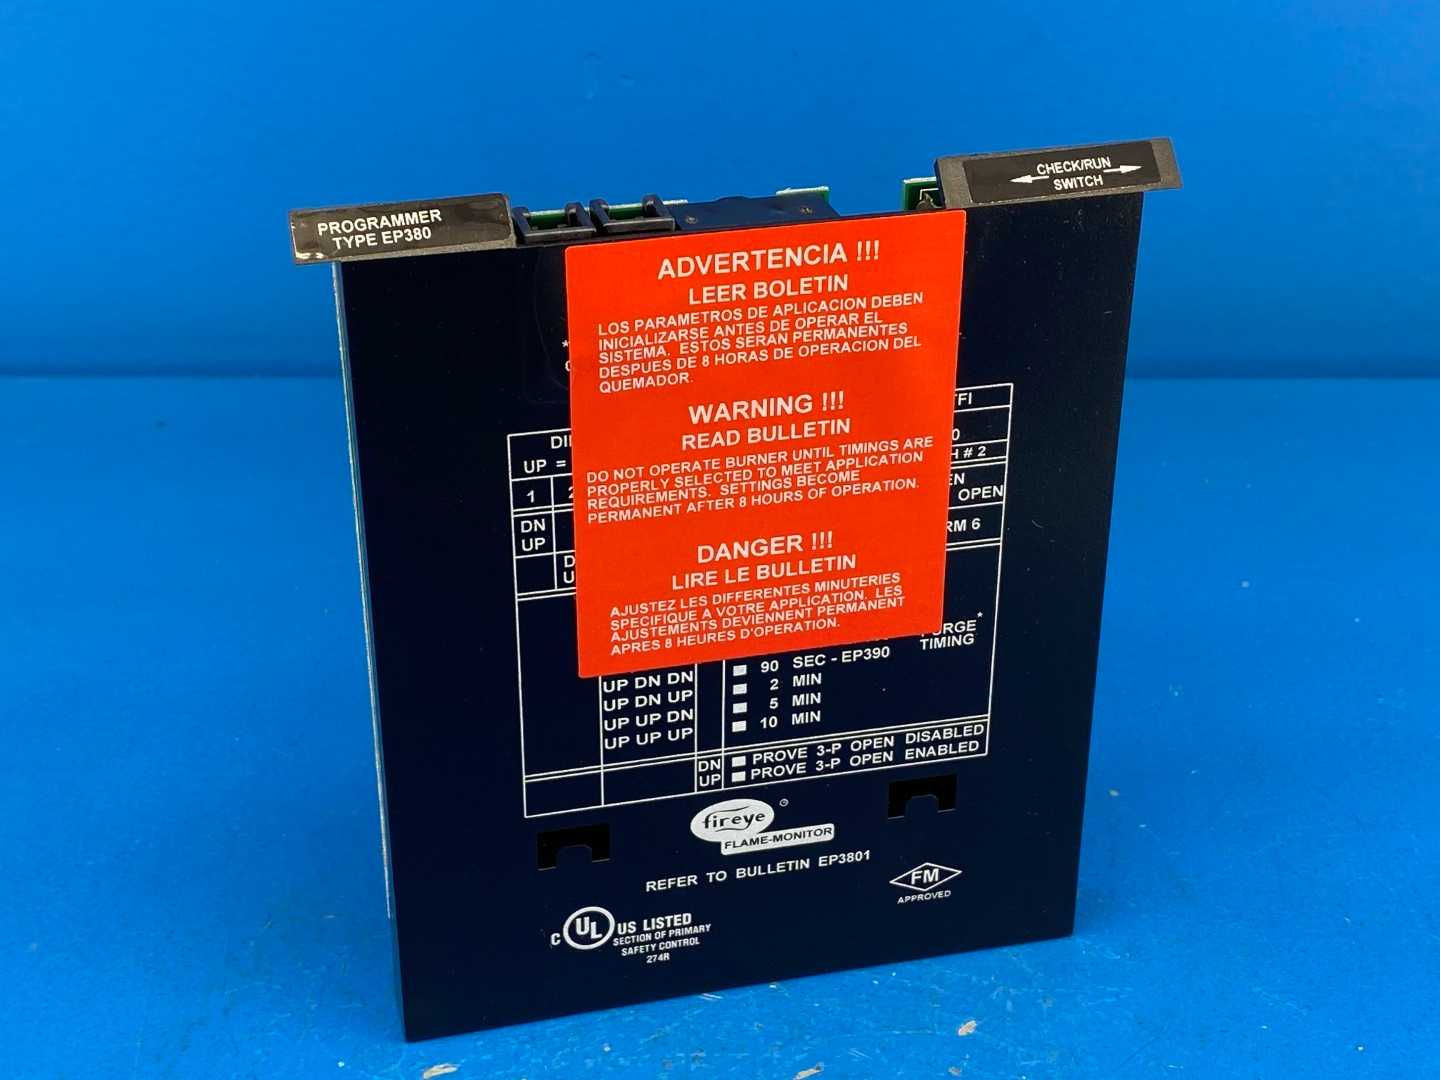 PROGRAMMER
TYPE EP380
CHECK/RUN
SWITCH
ADVERTENCIA !!!
LEER BOLETIN
LOS PARAMETROS DE APLICACION DEBEN
INICIALIZARSE ANTES DE OPERAR EL
SISTEMA. ESTOS SERAN PERMANENTES
DESPUES DE 8 HORAS DE OPERACION DEL
QUEMADOR.
WARNING !!!
READ BULLETIN
DO NOT OPERATE BURNER UNTIL TIMINGS ARE
PROPERLY SELECTED TO MEET APPLICATION
REQUIREMENTS. SETTINGS BECOME
PERMANENT AFTER 8 HOURS OF OPERATION.
DANGER !!!
LIRE LE BULLETIN
AJUSTEZ LES DIFFERENTES MINUTERIES
SPECIFIQUE A VOTRE APPLICATION. LES
AJUSTEMENTS DEVIENNENT PERMANENT
APRES 8 HEURES D'OPERATION.
UP =
# 2
1
OPEN
DN
UP
6
TIMING
90 SEC - EP390
UP DN DN
2 MIN
UP DN UP
5 MIN
UP UP DN
10 MIN
UP UP UP
DN PROVE 3-P OPEN DISABLED
UP PROVE 3-P OPEN ENABLED
fireye
FLAME-MONITOR
REFER TO BULLETIN EP3801
FM
APPROVED
C UL US LISTED
SECTION OF PRIMARY
SAFETY CONTROL
274R